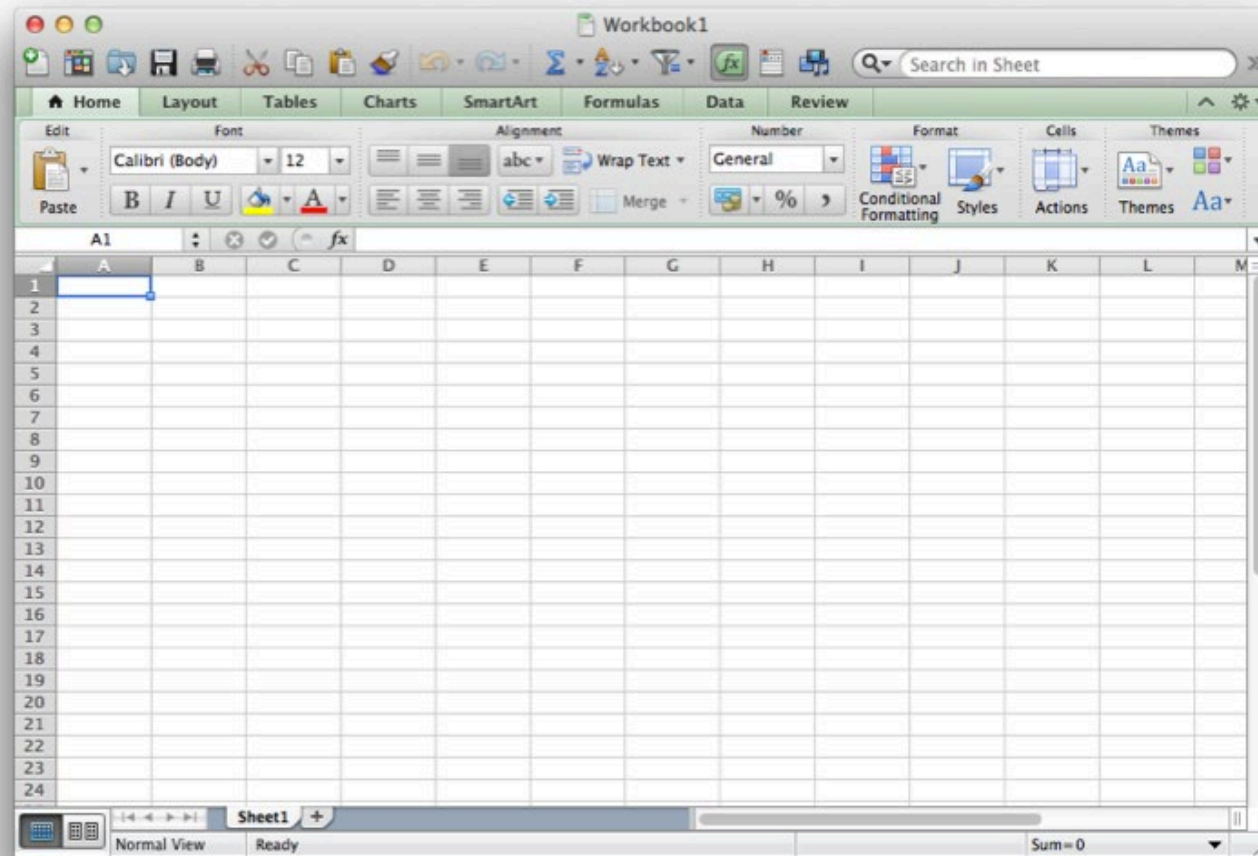 Workbook1
Search in Sheet
Home Layout Tables Charts SmartArt Formulas Data Review
Edit Font Alignment Number Format Cells Themes
Calibri (Body) 12 abc Wrap Text General Aa
Paste B I U A Merge % , Conditional Formatting Styles Actions Themes Aa
A1 fx
A B C D E F G H I J K L M
1
2
3
4
5
6
7
8
9
10
11
12
13
14
15
16
17
18
19
20
21
22
23
24
Sheet1 +
Normal View Ready Sum=0